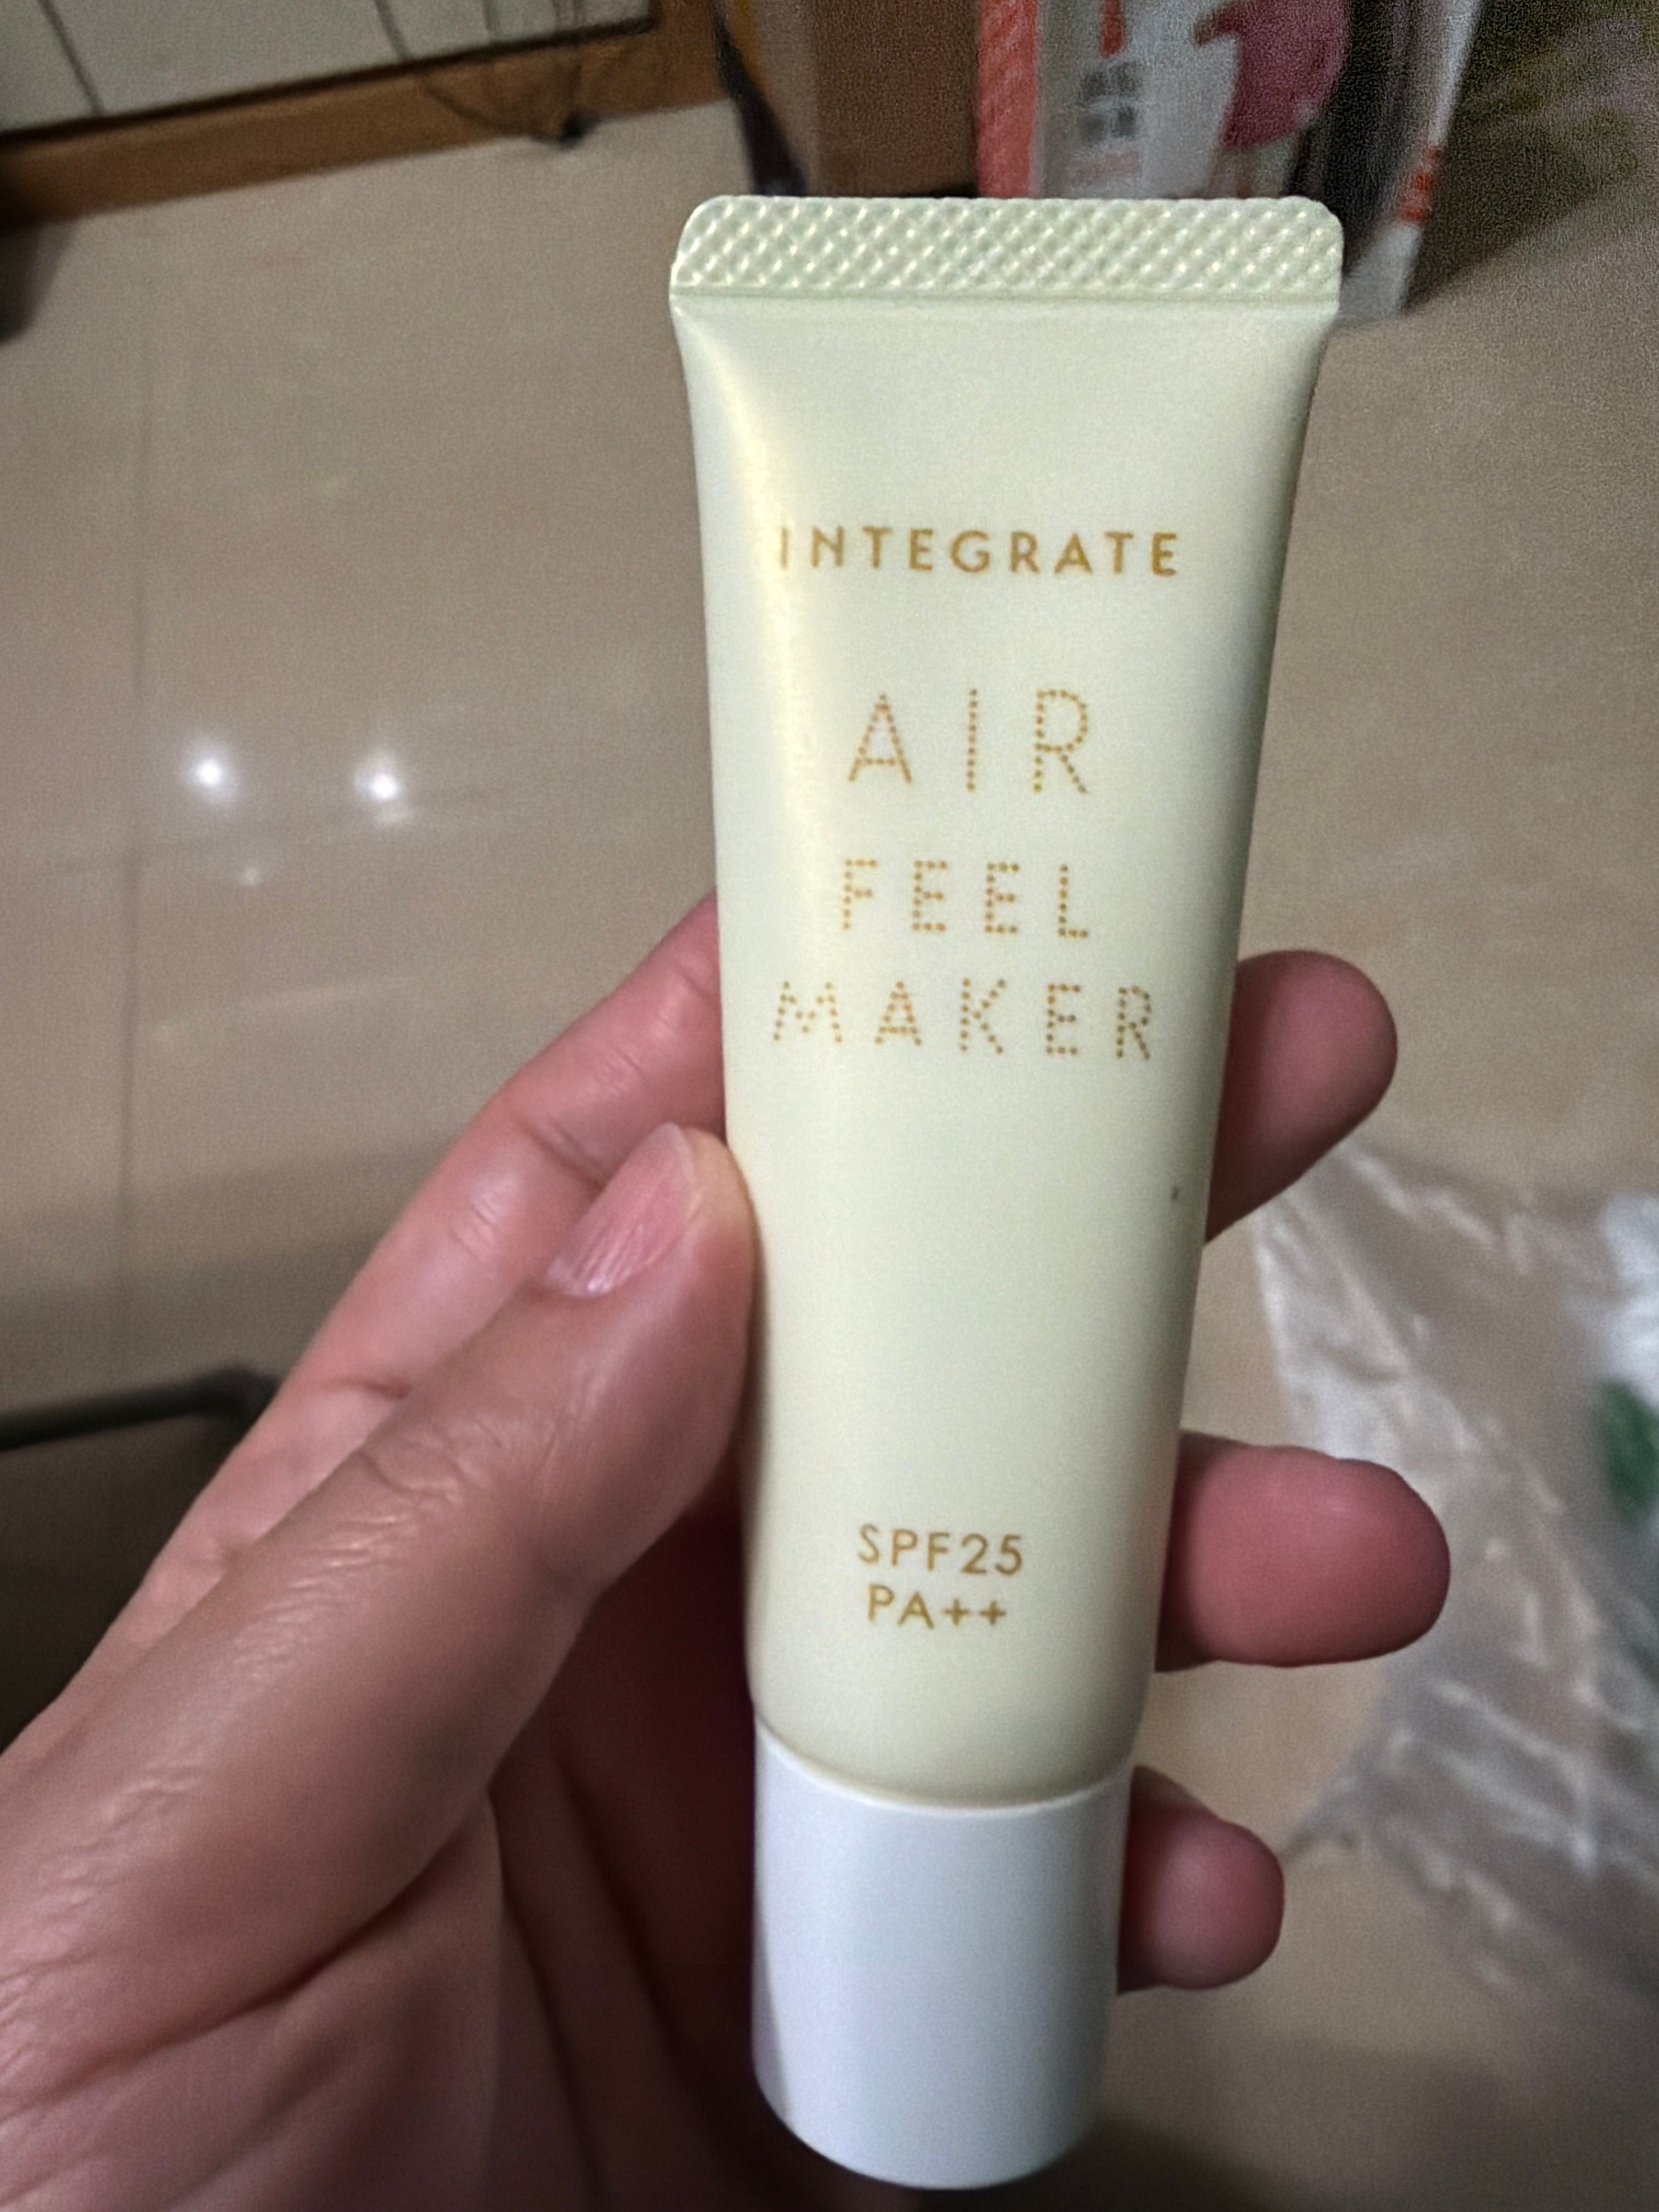 INTEGRATE
AIR
FEEL
MAKER
SPF25
PA++